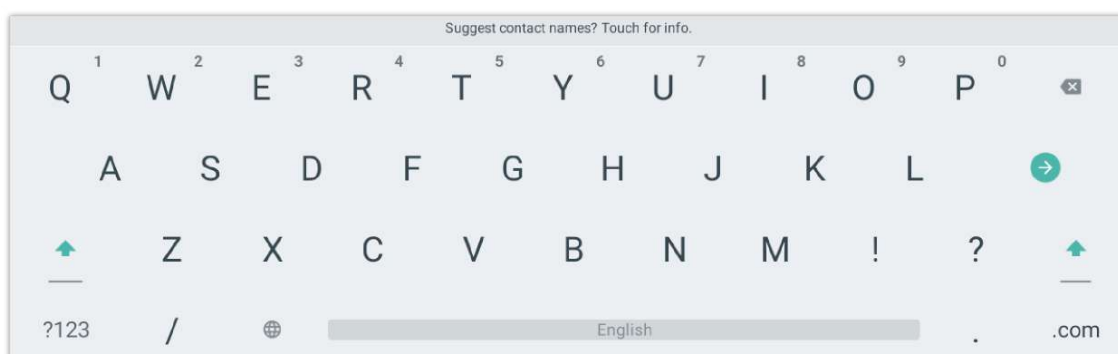 Suggest contact names? Touch for info.
Q 1 W 2 E 3 R 4 T 5 Y 6 U 7 I 8 O 9 P 0
A S D F G H J K L
Z X C V B N M ! ?
?123 / English . .com